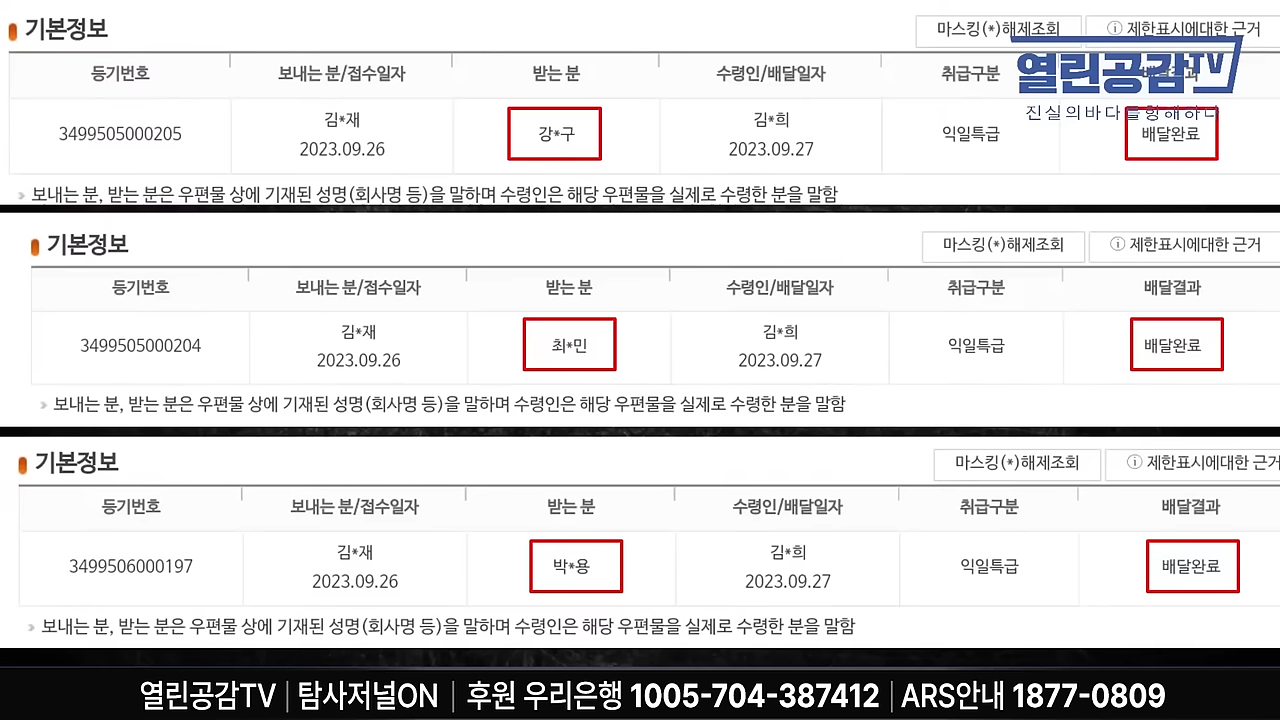 기본정보
마스킹(*)해제조회 ⓘ 제한표시에대한 근거
열린공감TV
진실의바다를항해하다
등기번호 보내는 분/접수일자 받는 분 수령인/배달일자 취급구분
3499505000205 김*재 강*구 김*희 익일특급 배달완료
2023.09.26 2023.09.27
» 보내는 분, 받는 분은 우편물 상에 기재된 성명(회사명 등)을 말하며 수령인은 해당 우편물을 실제로 수령한 분을 말함
기본정보
마스킹(*)해제조회 ⓘ 제한표시에대한 근거
등기번호 보내는 분/접수일자 받는 분 수령인/배달일자 취급구분 배달결과
3499505000204 김*재 최*민 김*희 익일특급 배달완료
2023.09.26 2023.09.27
» 보내는 분, 받는 분은 우편물 상에 기재된 성명(회사명 등)을 말하며 수령인은 해당 우편물을 실제로 수령한 분을 말함
기본정보
마스킹(*)해제조회 ⓘ 제한표시에대한 근거
등기번호 보내는 분/접수일자 받는 분 수령인/배달일자 취급구분 배달결과
3499506000197 김*재 박*용 김*희 익일특급 배달완료
2023.09.26 2023.09.27
» 보내는 분, 받는 분은 우편물 상에 기재된 성명(회사명 등)을 말하며 수령인은 해당 우편물을 실제로 수령한 분을 말함
열린공감TV | 탐사저널ON | 후원 우리은행 1005-704-387412 | ARS안내 1877-0809